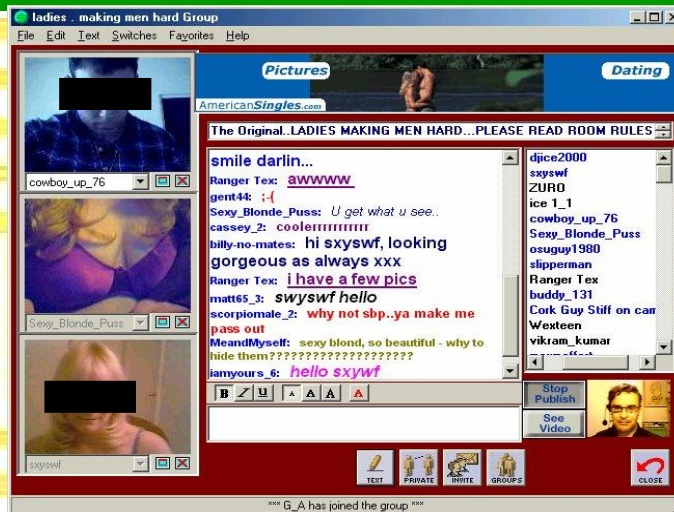 ladies . making men hard Group
File Edit Text Switches Favorites Help
Pictures
Dating
AmericanSingles.com
The Original..LADIES MAKING MEN HARD...PLEASE READ ROOM RULES
cowboy_up_76
Sexy_Blonde_Puss
sxyswf
smile darlin...
Ranger Tex: awwww
gent44: ;-(
Sexy_Blonde_Puss: U get what u see..
cassey_2: coolerrrrrrrrrrr
billy-no-mates: hi sxyswf, looking
gorgeous as always xxx
Ranger Tex: i have a few pics
matt65_3: swyswf hello
scorpiomale_2: why not sbp..ya make me
pass out
MeandMyself: sexy blond, so beautiful - why to
hide them?????????????????????
iamyours_6: hello sxywf
djice2000
sxyswf
ZURO
ice 1_1
cowboy_up_76
Sexy_Blonde_Puss
osuguy1980
slipperman
Ranger Tex
buddy_131
Cork Guy Stiff on cam
Wexteen
vikram_kumar
B I U A A A A
Stop
Publish
See
Video
TEXT PRIVATE INVITE GROUPS CLOSE
*** G_A has joined the group ***